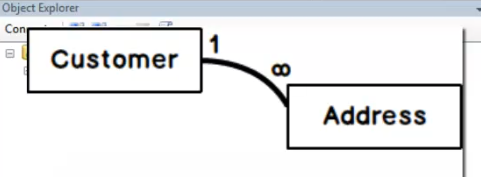 Object Explorer
Customer
1
∞
Address